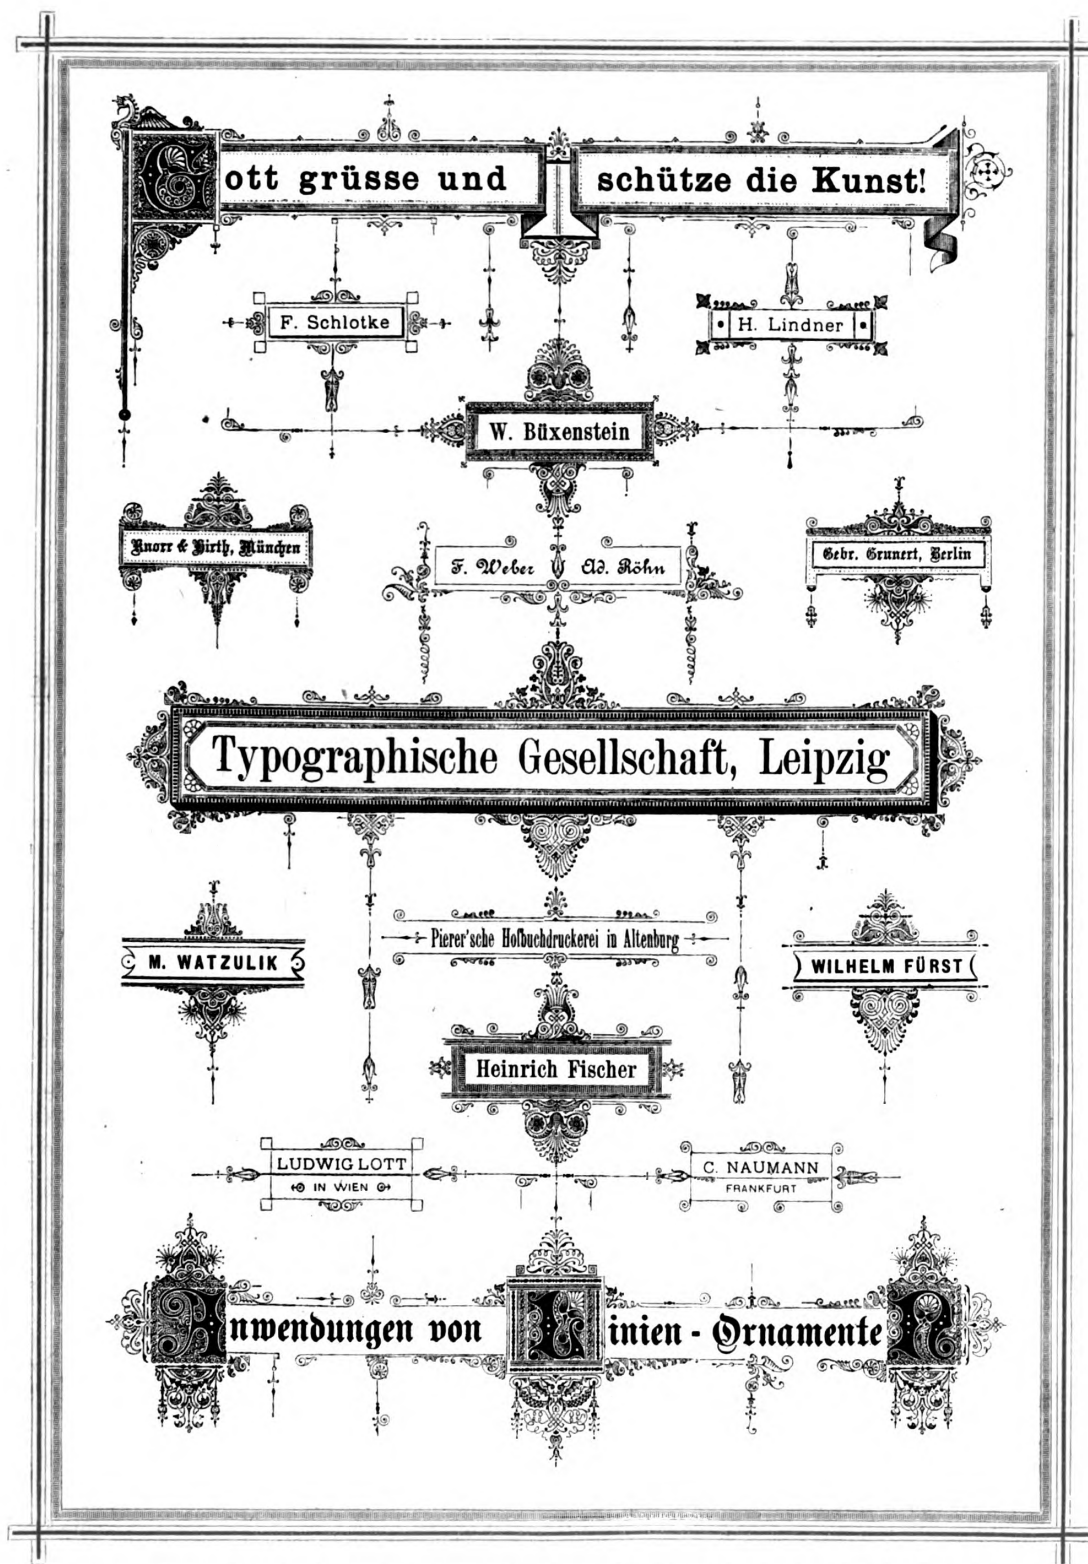 Gott grüsse und schütze die Kunst!
F. Schlotke
H. Lindner
W. Büxenstein
Knorr & Hirth, München
F. Weber Ad. Röhn
Gebr. Grunert, Berlin
Typographische Gesellschaft, Leipzig
M. WATZULIK
Pierer'sche Hofbuchdruckerei in Altenburg
WILHELM FÜRST
Heinrich Fischer
LUDWIG LOTT
IN WIEN
C. NAUMANN
FRANKFURT
Anwendungen von Linien-Ornamenten